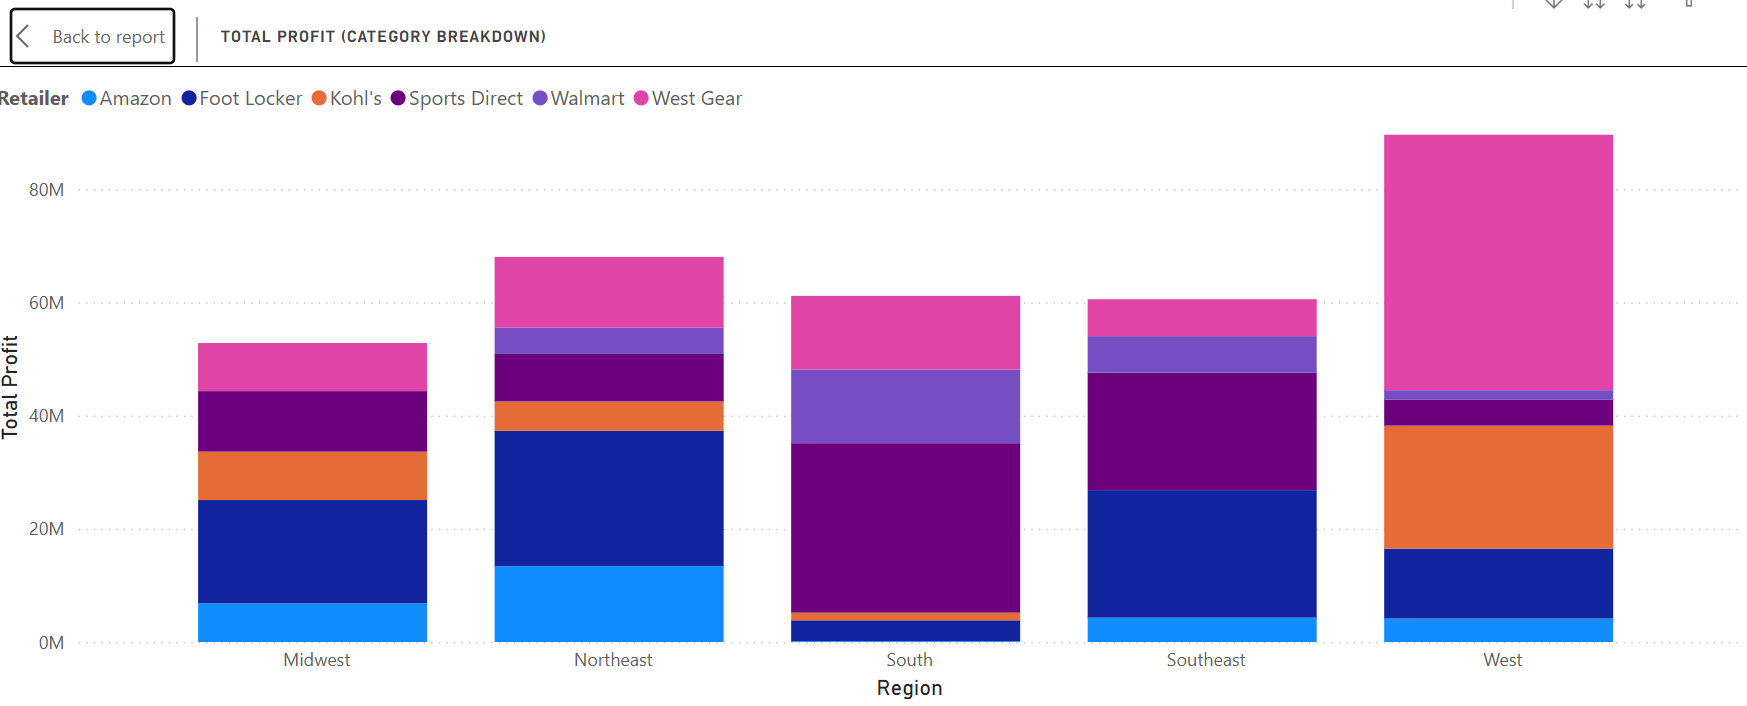 Back to report
TOTAL PROFIT (CATEGORY BREAKDOWN)
Retailer Amazon Foot Locker Kohl's Sports Direct Walmart West Gear
Total Profit
80M
60M
40M
20M
0M
Midwest Northeast South Southeast West
Region